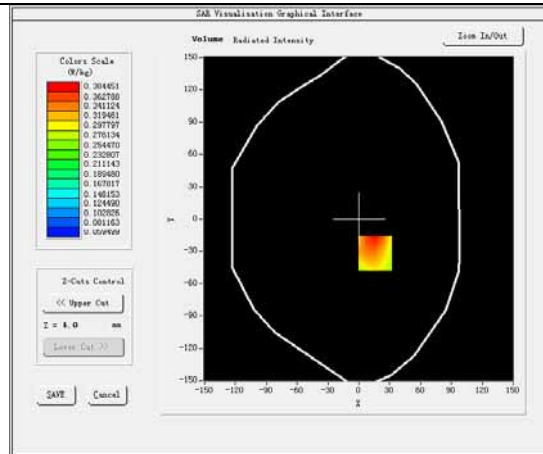 SAR Visualisation Graphical Interface
Volume Radiated Intensity
Zoom In/Out
Colors Scale
(W/kg)
0.384451
0.362788
0.341124
0.319461
0.297797
0.276134
0.254470
0.232807
0.211143
0.189480
0.167817
0.146153
0.124490
0.102826
0.081163
Z-Cuts Control
<< Upper Cut
Z = 4.0 mm
Lower Cut >>
SAVE
Cancel
150
120
90
60
30
0
-30
-60
-90
-120
-150
Y
-150 -120 -90 -60 -30 0 30 60 90 120 150
X